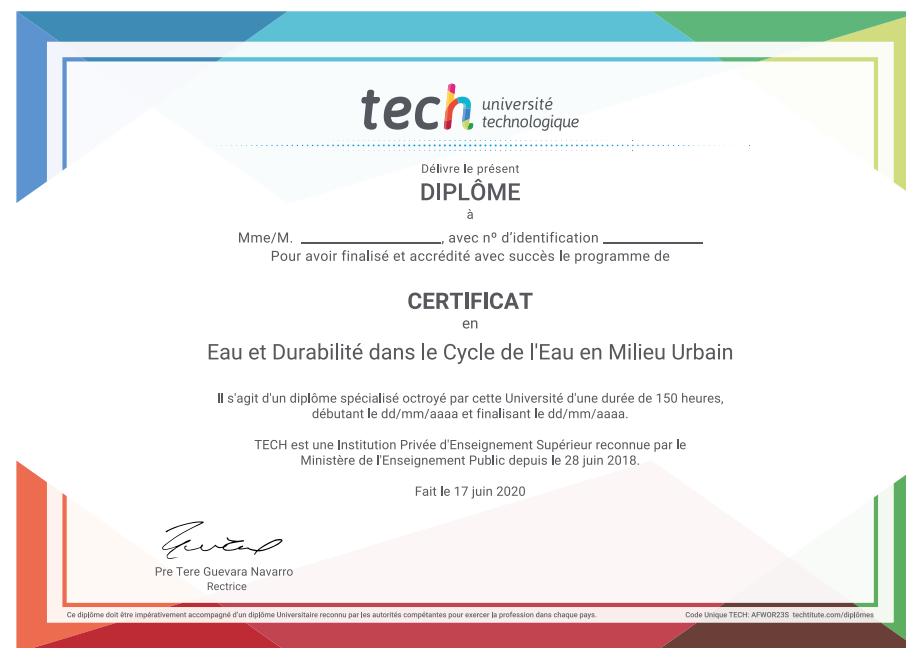 tech université
technologique
Délivre le présent
DIPLÔME
à
Mme/M. ____________________, avec nº d'identification ______________
Pour avoir finalisé et accrédité avec succès le programme de
CERTIFICAT
en
Eau et Durabilité dans le Cycle de l'Eau en Milieu Urbain
Il s'agit d'un diplôme spécialisé octroyé par cette Université d'une durée de 150 heures,
débutant le dd/mm/aaaa et finalisant le dd/mm/aaaa.
TECH est une Institution Privée d'Enseignement Supérieur reconnue par le
Ministère de l'Enseignement Public depuis le 28 juin 2018.
Fait le 17 juin 2020
Pre Tere Guevara Navarro
Rectrice
Ce diplôme doit être impérativement accompagné d'un diplôme Universitaire reconnu par les autorités compétantes pour exercer la profession dans chaque pays. Code Unique TECH: AFWOR23S techtitute.com/diplômes